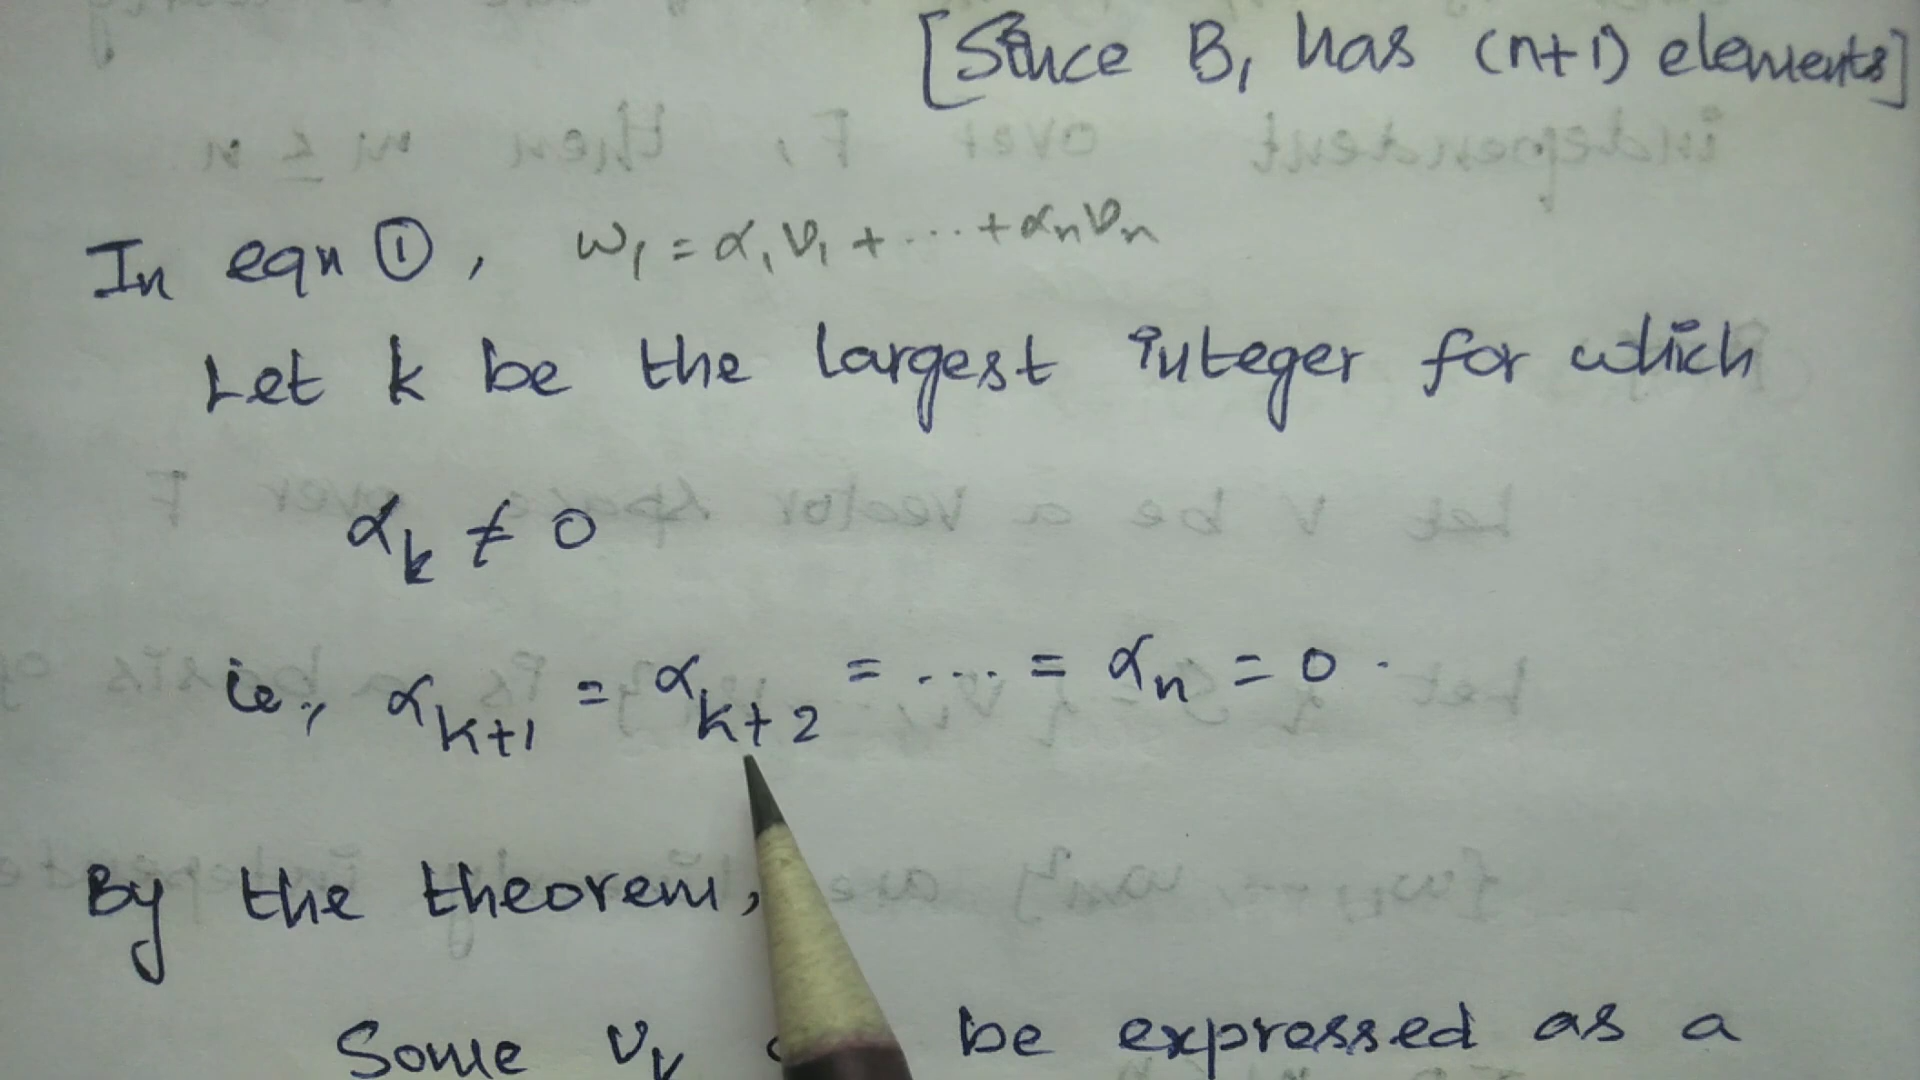 [Since B₁ has (n+1) elements]
In eqn ①, w₁ = α₁v₁ + ... + αₙvₙ
Let k be the largest integer for which
αₖ ≠ 0
ie., αₖ₊₁ = αₖ₊₂ = ... = αₙ = 0.
By the theorem,
Some vₖ be expressed as a